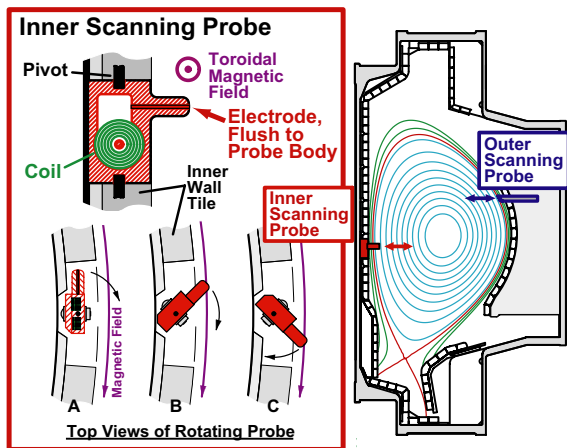 Inner Scanning Probe
Pivot
Toroidal
Magnetic
Field
Electrode,
Flush to
Probe Body
Coil
Inner
Wall
Tile
Inner
Scanning
Probe
Outer
Scanning
Probe
Magnetic Field
A
B
C
Top Views of Rotating Probe